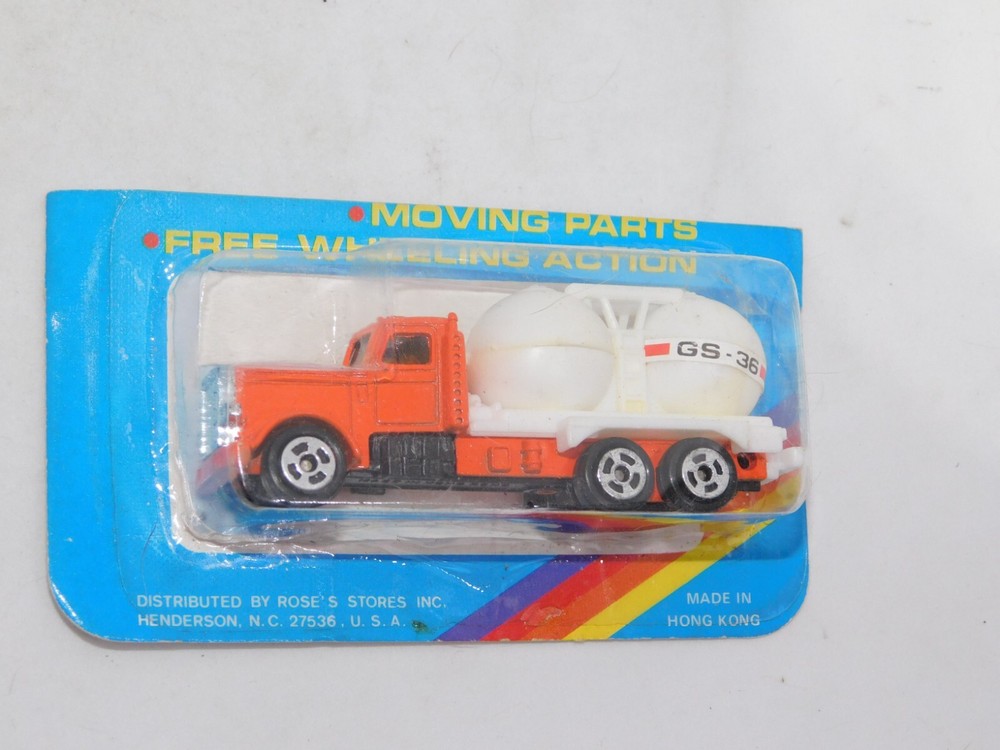 • MOVING PARTS
• FREE WHEELING ACTION
GS-36
DISTRIBUTED BY ROSE'S STORES INC.
HENDERSON, N.C. 27536, U.S.A.
MADE IN
HONG KONG